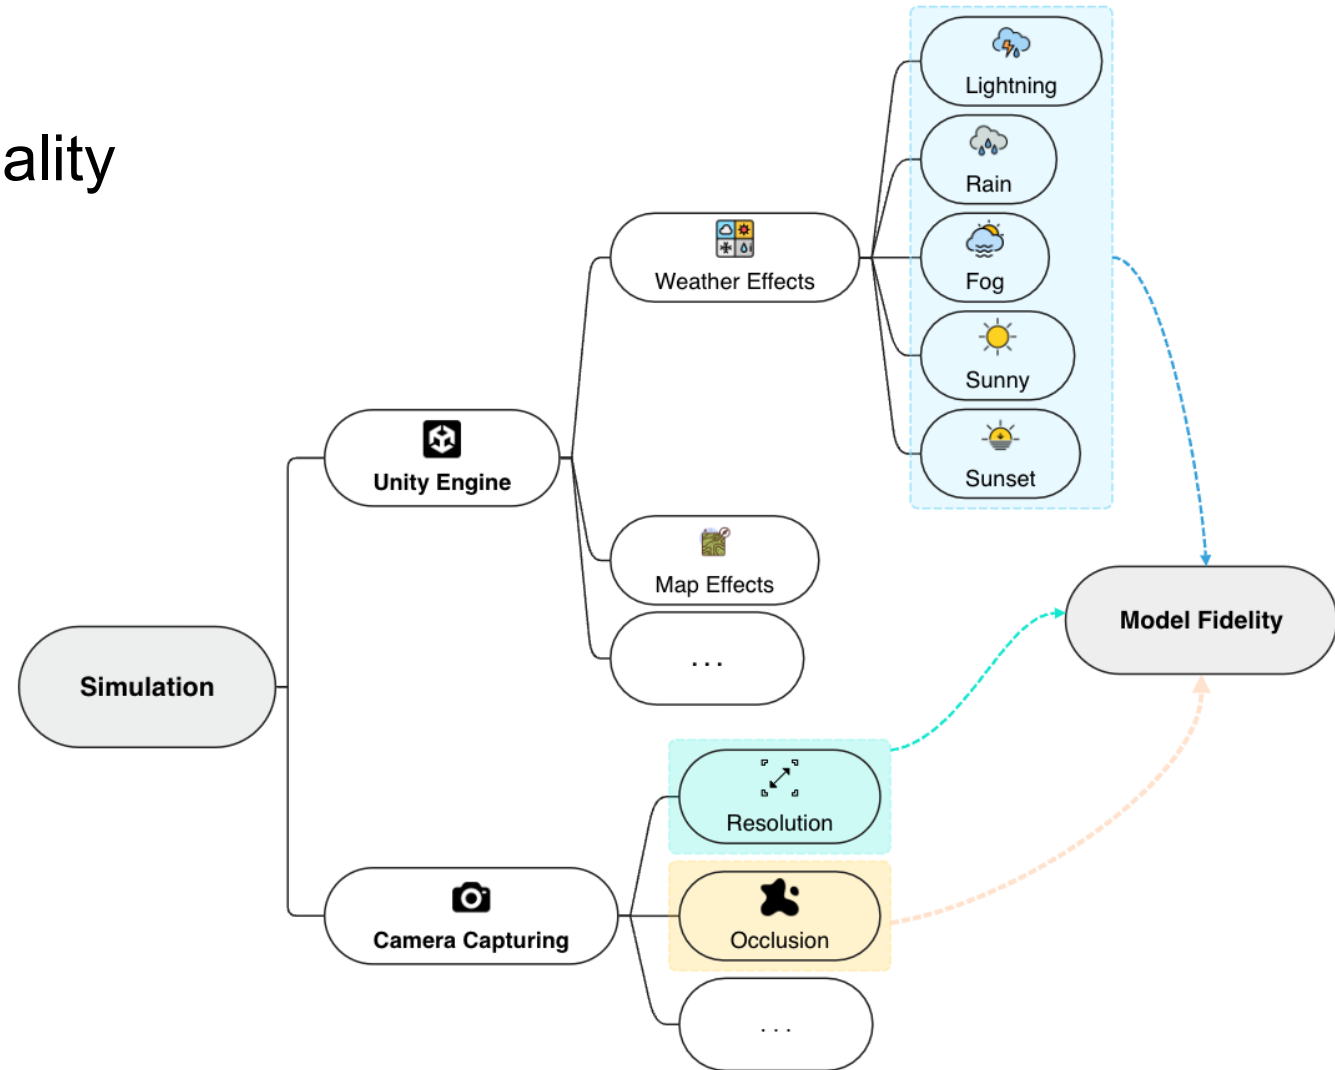 ality
Lightning
Rain
Weather Effects
Fog
Sunny
Unity Engine
Sunset
Map Effects
...
Model Fidelity
Simulation
Resolution
Camera Capturing
Occlusion
...